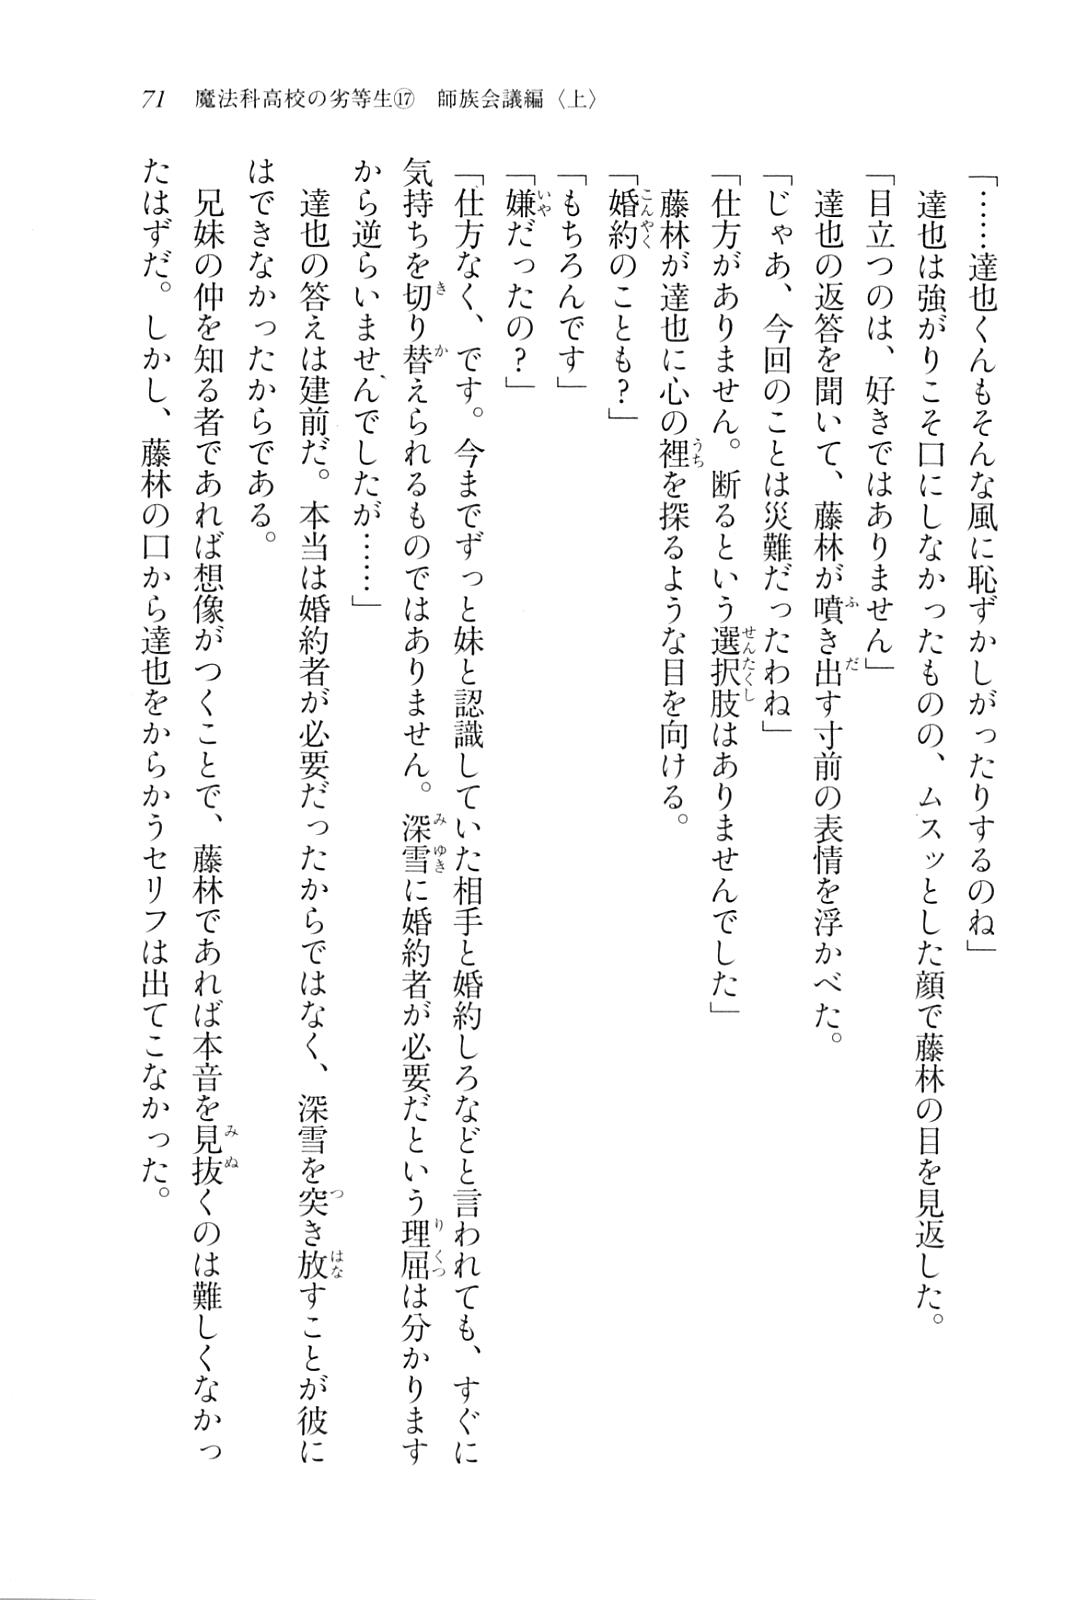 71　魔法科高校の劣等生⑰　師族会議編〈上〉
「……達也くんもそんな風に恥ずかしがったりするのね」
　達也は強がりこそ口にしなかったものの、ムスッとした顔で藤林の目を見返した。
「目立つのは、好きではありません」
　達也の返答を聞いて、藤林が噴き出す寸前の表情を浮かべた。
「じゃあ、今回のことは災難だったわね」
「仕方がありません。断るという選択肢はありませんでした」
　藤林が達也に心の裡を探るような目を向ける。
「婚約のことも？」
「もちろんです」
「嫌だったの？」
「仕方なく、です。今までずっと妹と認識していた相手と婚約しろなどと言われても、すぐに
気持ちを切り替えられるものではありません。深雪に婚約者が必要だという理屈は分かります
から逆らいませんでしたが……」
　達也の答えは建前だ。本当は婚約者が必要だったからではなく、深雪を突き放すことが彼に
はできなかったからである。
　兄妹の仲を知る者であれば想像がつくことで、藤林であれば本音を見抜くのは難しくなかっ
たはずだ。しかし、藤林の口から達也をからかうセリフは出てこなかった。